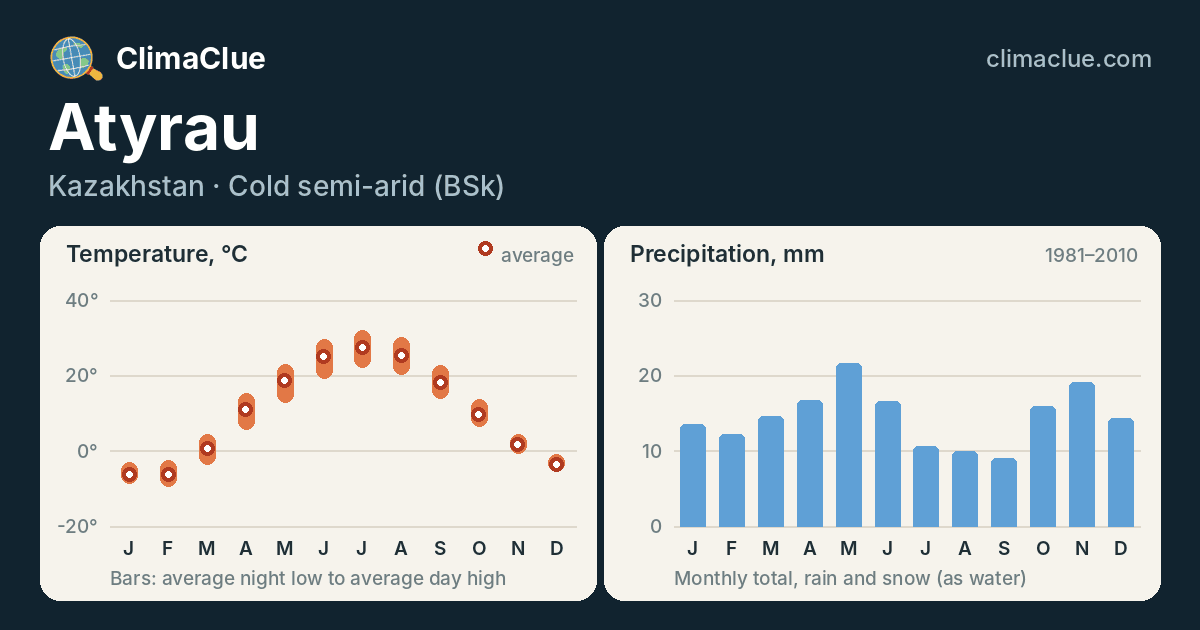 ClimaClue
climaclue.com
Atyrau
Kazakhstan · Cold semi-arid (BSk)
Temperature, °C
average
40°
20°
0°
-20°
J F M A M J J A S O N D
Bars: average night low to average day high
Precipitation, mm
1981–2010
30
20
10
0
J F M A M J J A S O N D
Monthly total, rain and snow (as water)